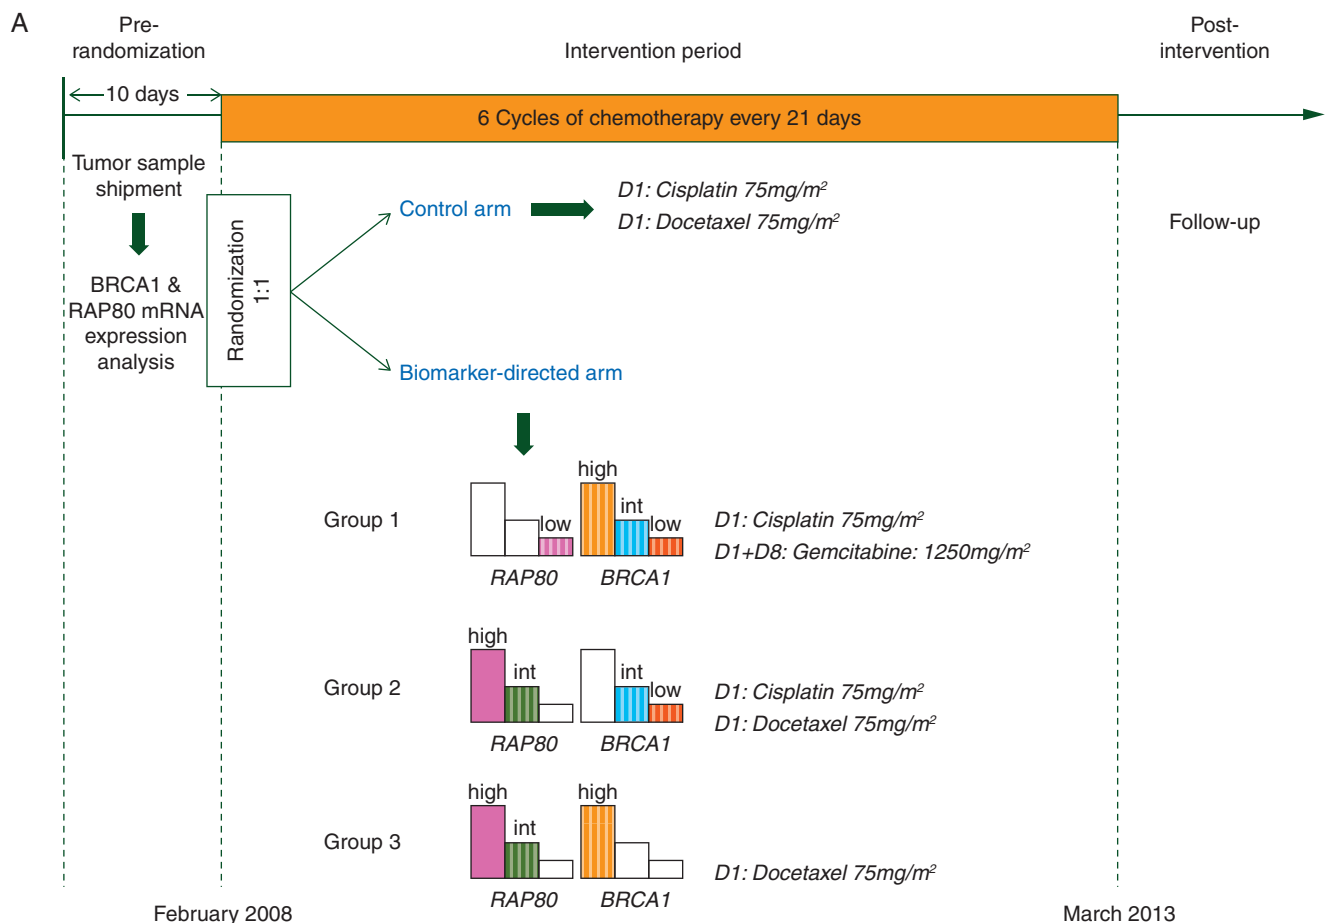 A
Pre-
randomization
Intervention period
Post-
intervention
10 days
6 Cycles of chemotherapy every 21 days
Tumor sample
shipment
BRCA1 &
RAP80 mRNA
expression
analysis
Randomization
1:1
Control arm
D1: Cisplatin 75mg/m²
D1: Docetaxel 75mg/m²
Follow-up
Biomarker-directed arm
Group 1
low
high
int
low
RAP80
BRCA1
D1: Cisplatin 75mg/m²
D1+D8: Gemcitabine: 1250mg/m²
Group 2
high
int
int
low
RAP80
BRCA1
D1: Cisplatin 75mg/m²
D1: Docetaxel 75mg/m²
Group 3
high
int
high
RAP80
BRCA1
D1: Docetaxel 75mg/m²
February 2008
March 2013